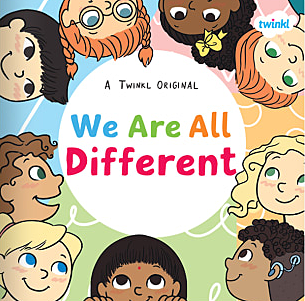 twinkl
A TWINKL ORIGINAL
We Are All
Different